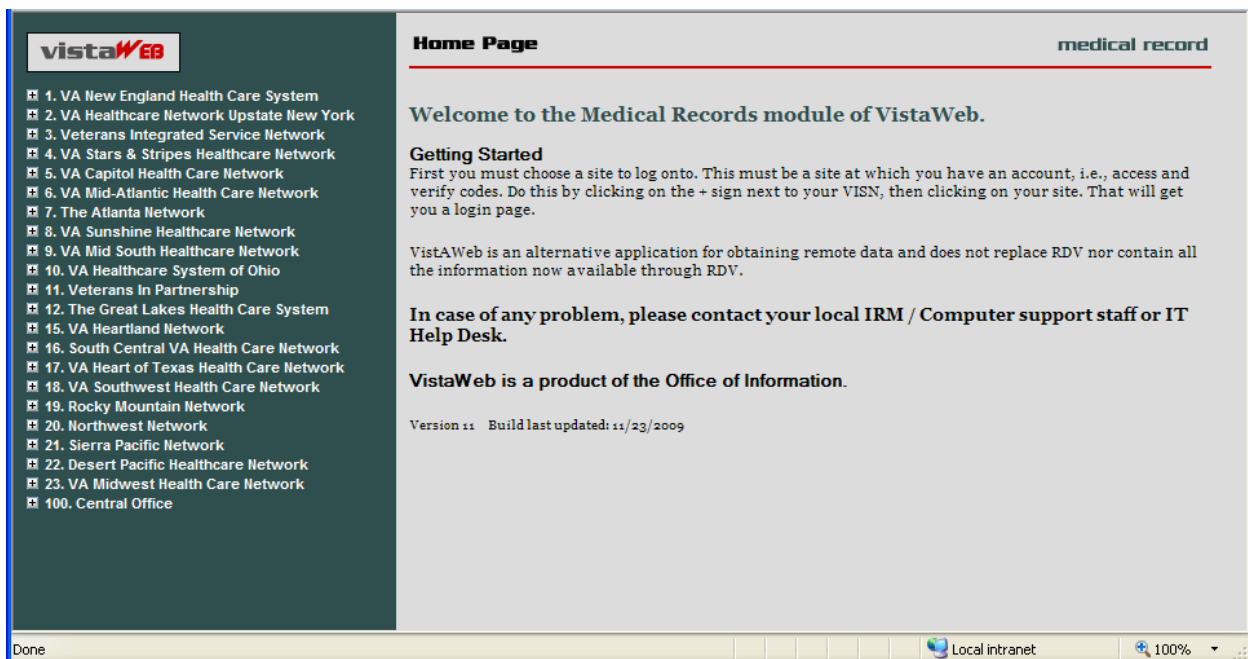 vistaWEB
1. VA New England Health Care System
2. VA Healthcare Network Upstate New York
3. Veterans Integrated Service Network
4. VA Stars & Stripes Healthcare Network
5. VA Capitol Health Care Network
6. VA Mid-Atlantic Health Care Network
7. The Atlanta Network
8. VA Sunshine Healthcare Network
9. VA Mid South Healthcare Network
10. VA Healthcare System of Ohio
11. Veterans In Partnership
12. The Great Lakes Health Care System
15. VA Heartland Network
16. South Central VA Health Care Network
17. VA Heart of Texas Health Care Network
18. VA Southwest Health Care Network
19. Rocky Mountain Network
20. Northwest Network
21. Sierra Pacific Network
22. Desert Pacific Healthcare Network
23. VA Midwest Health Care Network
100. Central Office
Home Page
medical record
Welcome to the Medical Records module of VistaWeb.
Getting Started
First you must choose a site to log onto. This must be a site at which you have an account, i.e., access and
verify codes. Do this by clicking on the + sign next to your VISN, then clicking on your site. That will get
you a login page.
VistAWeb is an alternative application for obtaining remote data and does not replace RDV nor contain all
the information now available through RDV.
In case of any problem, please contact your local IRM / Computer support staff or IT
Help Desk.
VistaWeb is a product of the Office of Information.
Version 11 Build last updated: 11/23/2009
Done
Local intranet
100%